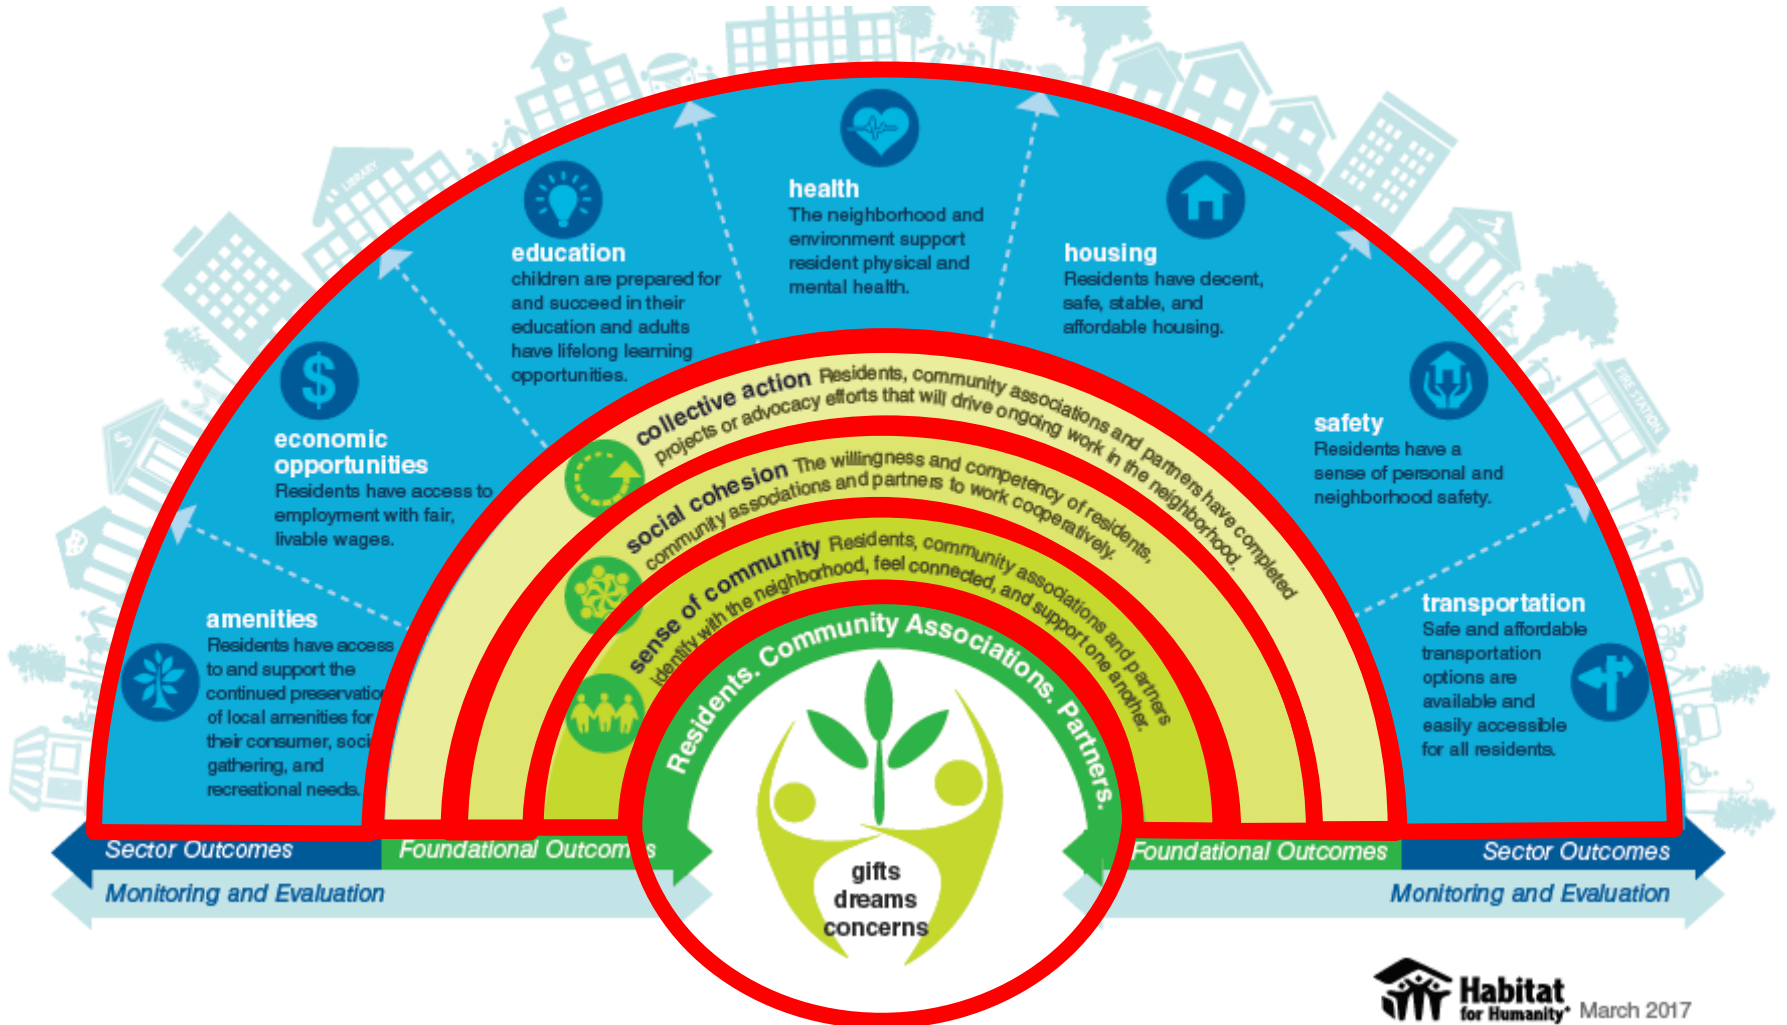 LIBRARY
$
FIRE STATION
health
The neighborhood and
environment support
resident physical and
mental health.
education
children are prepared for
and succeed in their
education and adults
have lifelong learning
opportunities.
housing
Residents have decent,
safe, stable, and
affordable housing.
$
economic
opportunities
Residents have access to
employment with fair,
livable wages.
safety
Residents have a
sense of personal and
neighborhood safety.
amenities
Residents have access
to and support the
continued
of local amenities for
their consumer,
gathering, and
recreational needs.
transportation
Safe and affordable
transportation
options are
available and
easily accessible
for all residents.
collective action Residents, community associations and partners have completed
projects or advocacy efforts that will drive ongoing work in the neighborhood.
social cohesion The willingness and competency of residents,
community associations and partners to work cooperatively.
sense of community Residents, community associations and partners
identify with the neighborhood, feel connected, and support one another.
Residents. Community Associations. Partners.
gifts
dreams
concerns
Sector Outcomes
Foundational Outcomes
Foundational Outcomes
Sector Outcomes
Monitoring and Evaluation
Monitoring and Evaluation
Habitat
for Humanity®
March 2017